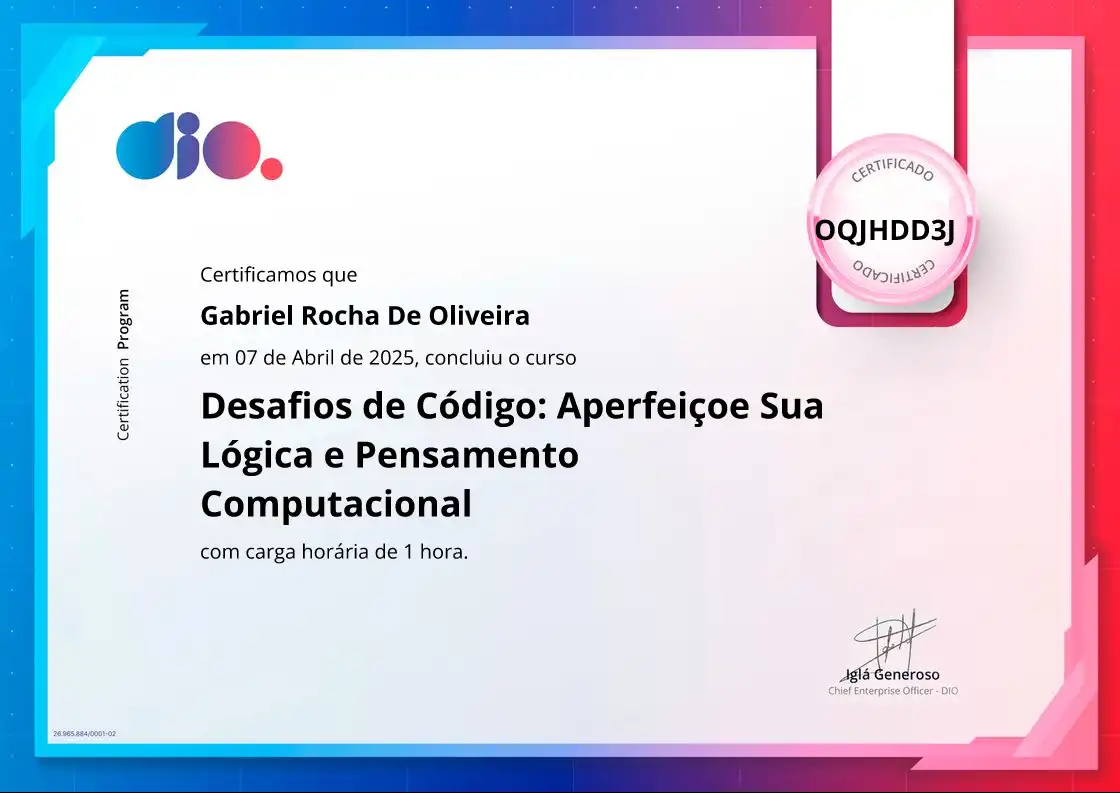 dio.
CERTIFICADO
OQJHDD3J
CERTIFICADO
Certificamos que
Gabriel Rocha De Oliveira
em 07 de Abril de 2025, concluiu o curso
Desafios de Código: Aperfeiçoe Sua
Lógica e Pensamento
Computacional
com carga horária de 1 hora.
Certification Program
Iglá Generoso
Chief Enterprise Officer - DIO
26.965.884/0001-02